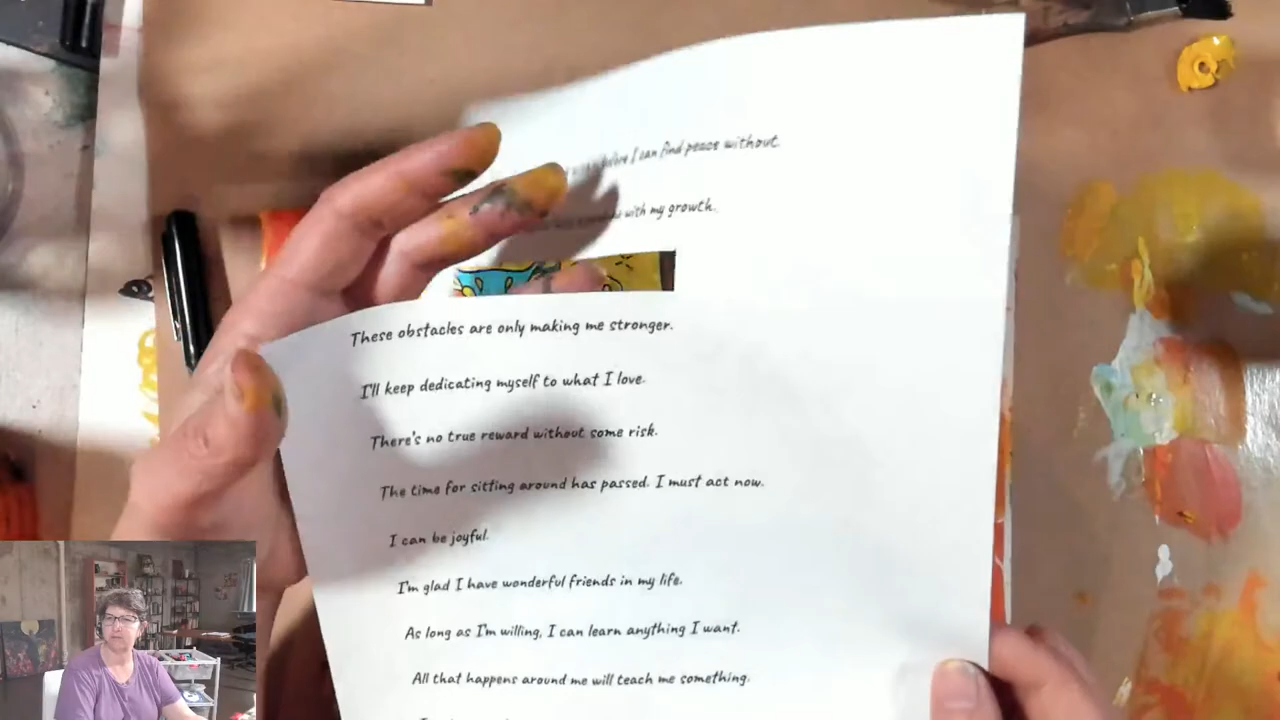 I can find peace without.
with my growth.
These obstacles are only making me stronger.
I'll keep dedicating myself to what I love.
There's no true reward without some risk.
The time for sitting around has passed. I must act now.
I can be joyful.
I'm glad I have wonderful friends in my life.
As long as I'm willing, I can learn anything I want.
All that happens around me will teach me something.